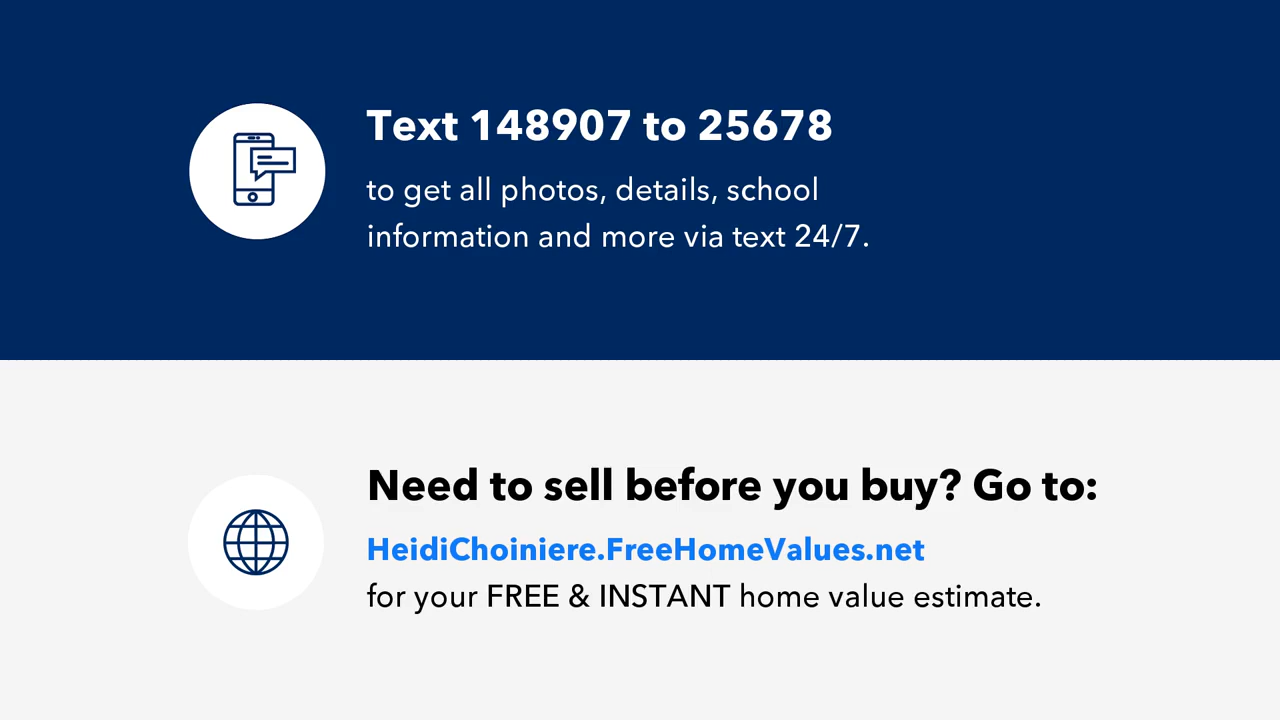 Text 148907 to 25678
to get all photos, details, school
information and more via text 24/7.
Need to sell before you buy? Go to:
HeidiChoiniere.FreeHomeValues.net
for your FREE & INSTANT home value estimate.